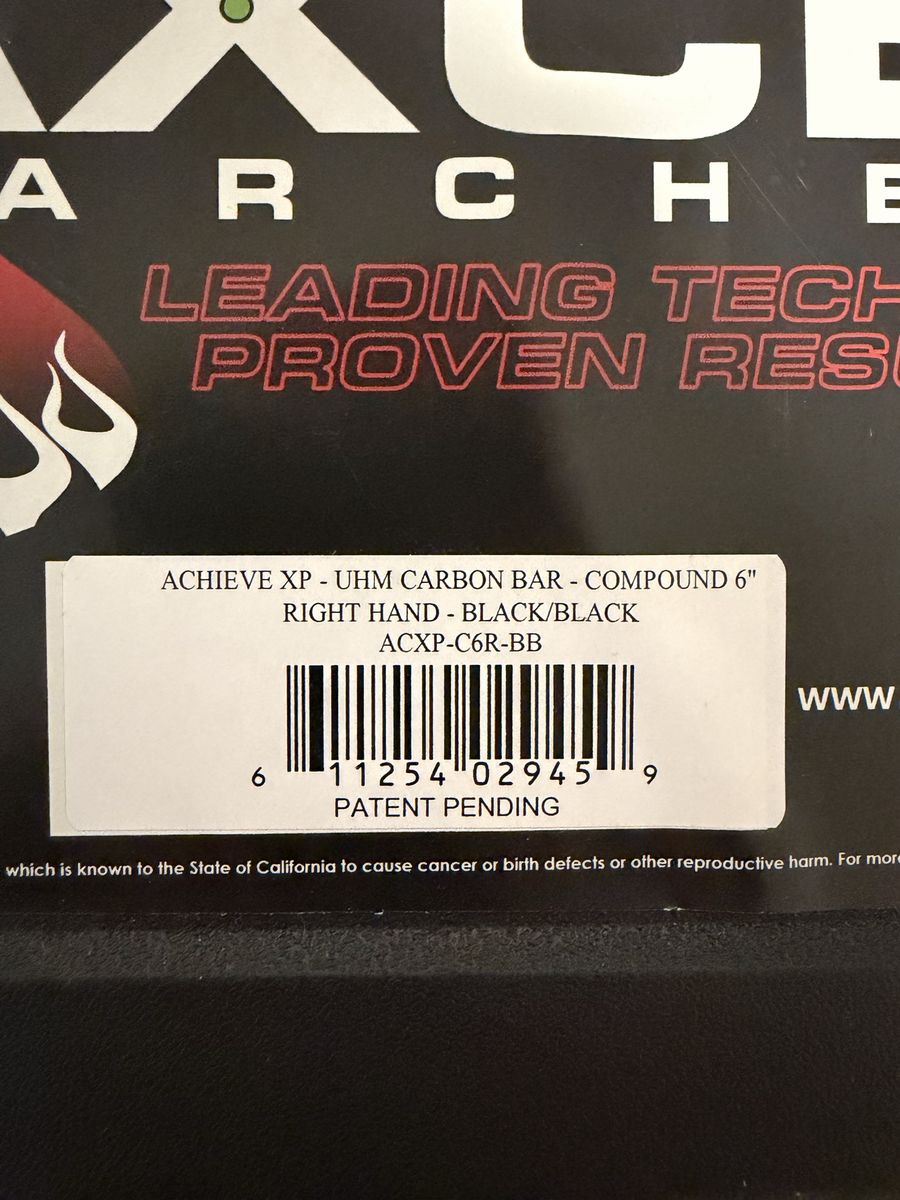 AXCE
ARCHE
LEADING TECH
PROVEN RESU
ACHIEVE XP - UHM CARBON BAR - COMPOUND 6"
RIGHT HAND - BLACK/BLACK
ACXP-C6R-BB
6 11254 02945 9
PATENT PENDING
WWW
which is known to the State of California to cause cancer or birth defects or other reproductive harm. For more